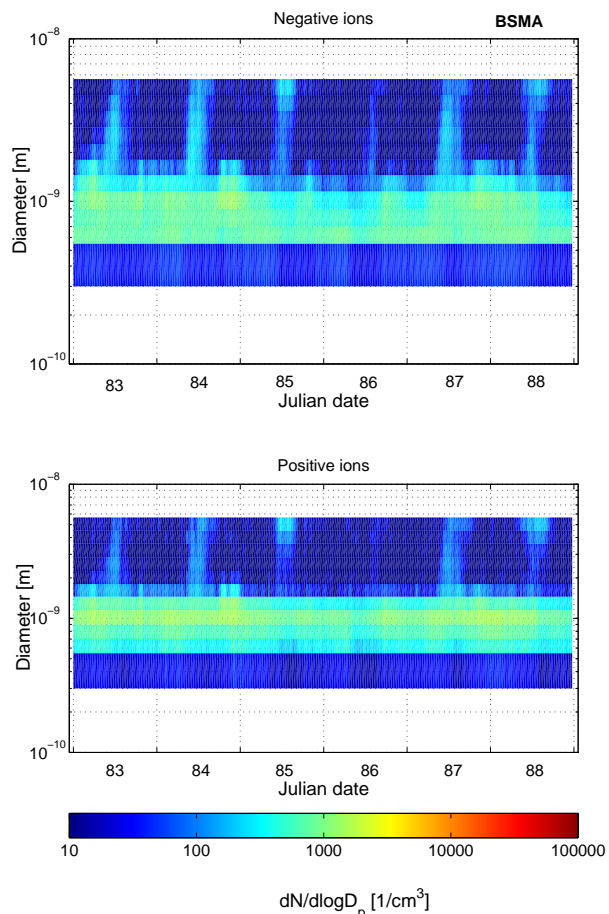 Negative ions BSMA
10⁻⁸
10⁻⁹
10⁻¹⁰
Diameter [m]
83 84 85 86 87 88
Julian date
Positive ions
10⁻⁸
10⁻⁹
10⁻¹⁰
Diameter [m]
83 84 85 86 87 88
Julian date
10 100 1000 10000 100000
dN/dlogDₚ [1/cm³]